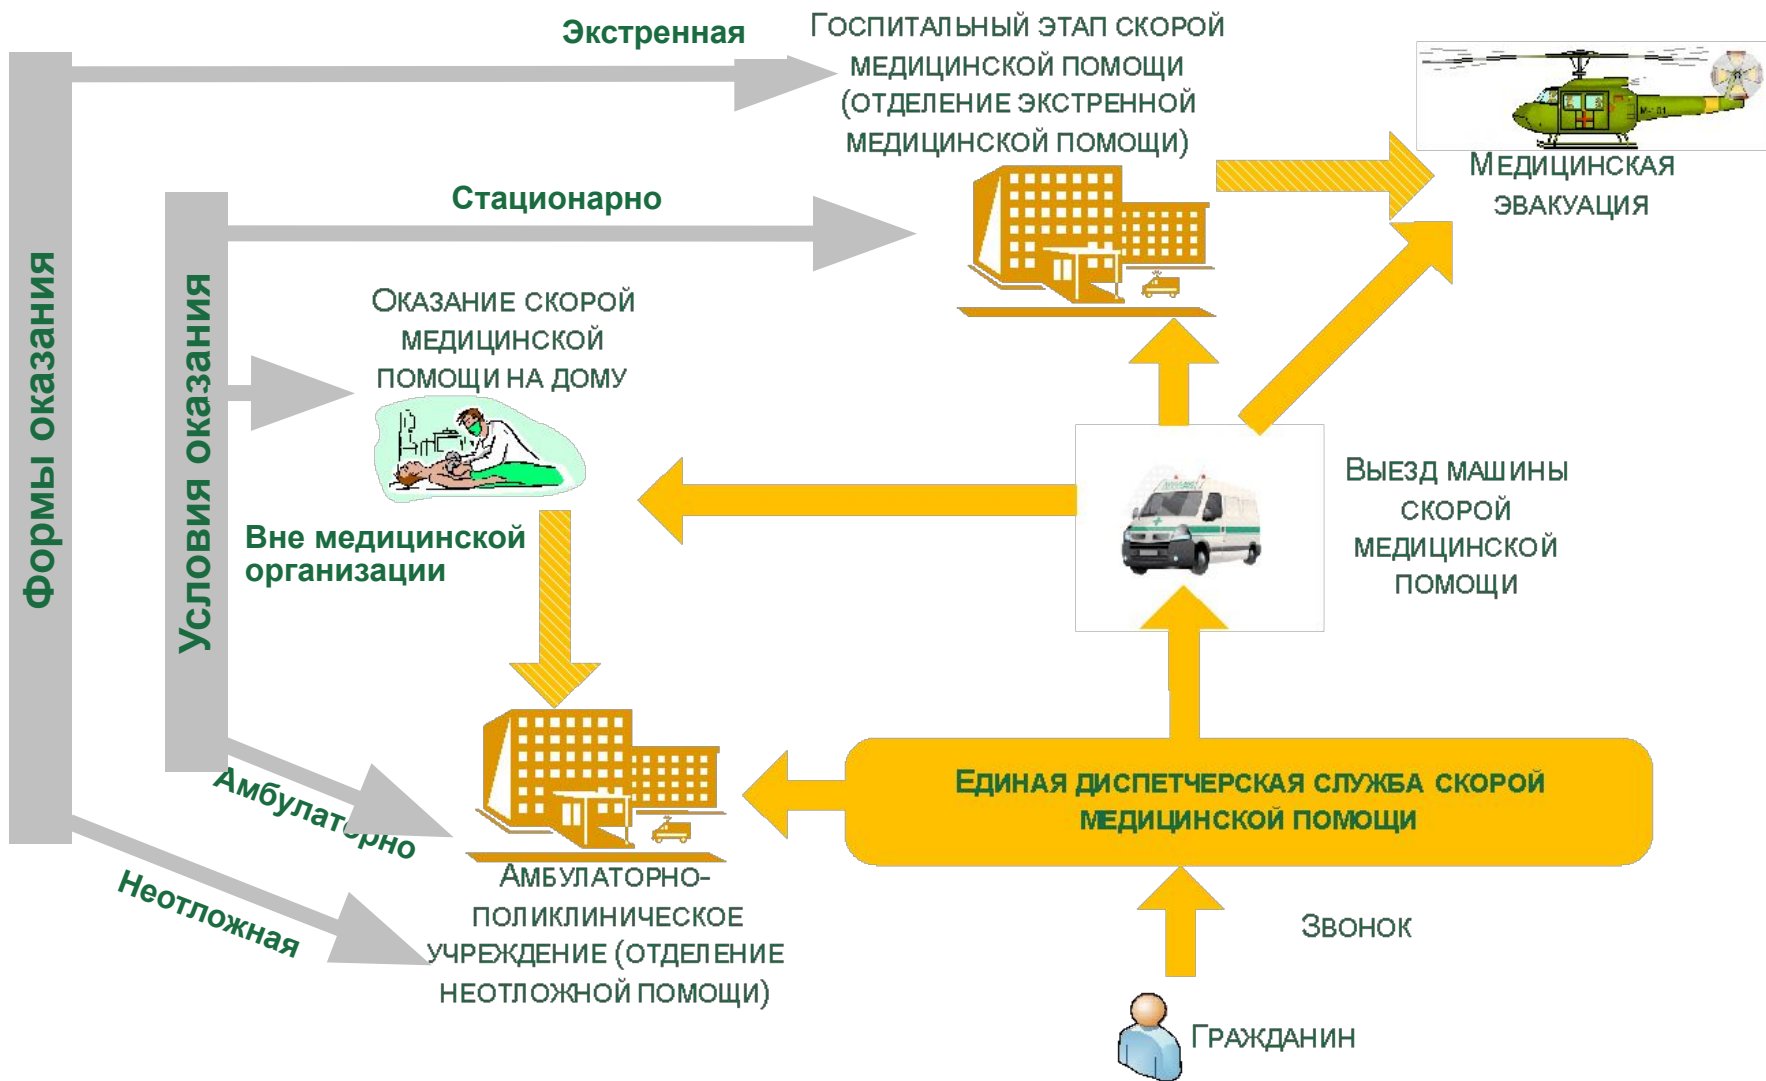 Экстренная
Госпитальный этап скорой
медицинской помощи
(отделение экстренной
медицинской помощи)
М-101
Медицинская
эвакуация
Стационарно
Формы оказания
Условия оказания
Оказание скорой
медицинской
помощи на дому
Вне медицинской
организации
Выезд машины
скорой
медицинской
помощи
Амбулаторно
Неотложная
Единая диспетчерская служба скорой
медицинской помощи
Амбулаторно-
поликлиническое
учреждение (отделение
неотложной помощи)
Звонок
Гражданин